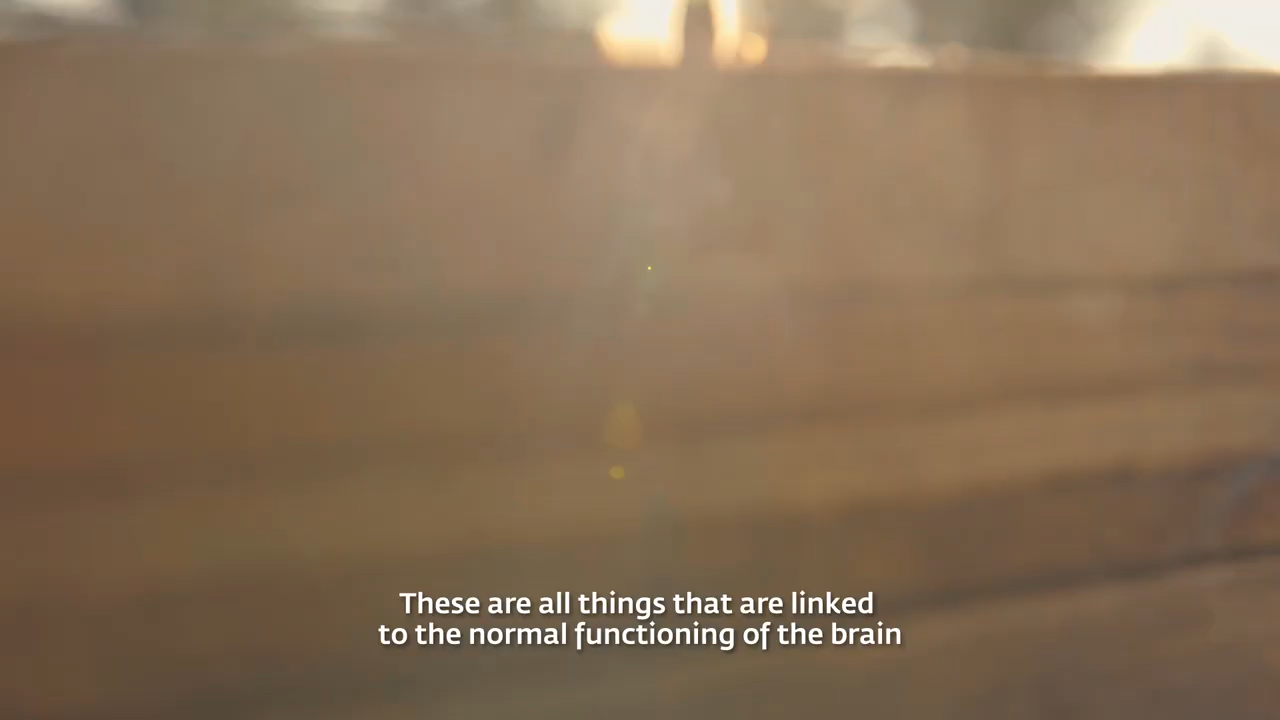 These are all things that are linked
to the normal functioning of the brain